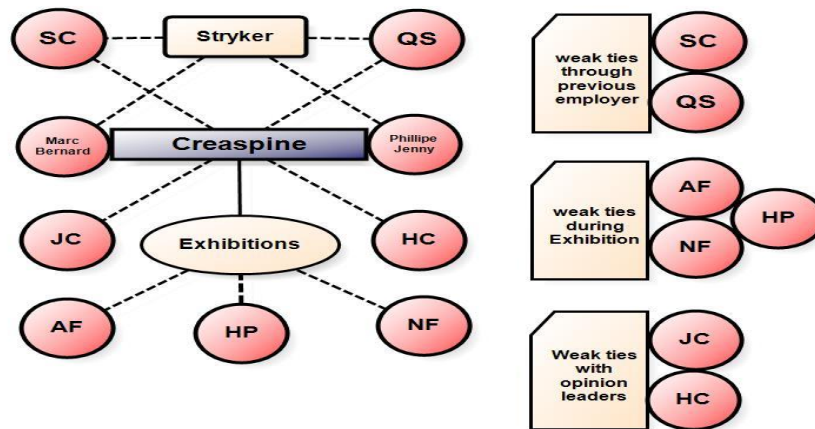 SC
Stryker
QS
Marc
Bernard
Creaspine
Phillipe
Jenny
JC
Exhibitions
HC
AF
HP
NF
weak ties
through
previous
employer
SC
QS
weak ties
during
Exhibition
AF
NF
HP
Weak ties
with
opinion
leaders
JC
HC